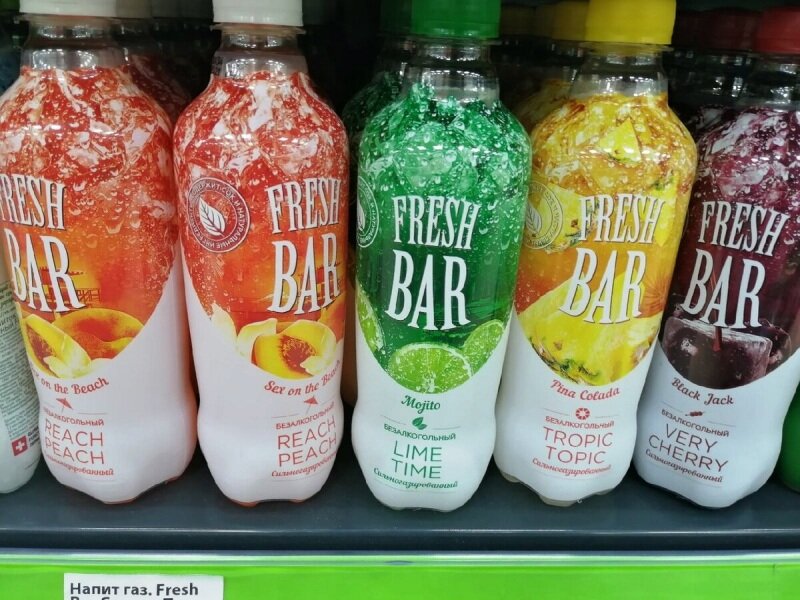 FRESH
BAR
on the Beach
БЕЗАЛКОГОЛЬНЫЙ
REACH
PEACH
Сильногазированный
FRESH
BAR
Sex on the Beach
БЕЗАЛКОГОЛЬНЫЙ
REACH
PEACH
Сильногазированный
FRESH
BAR
Mojito
БЕЗАЛКОГОЛЬНЫЙ
LIME
TIME
Сильногазированный
FRESH
BAR
Pina Colada
БЕЗАЛКОГОЛЬНЫЙ
TROPIC
TOPIC
Сильногазированный
FRESH
BAR
Black Jack
БЕЗАЛКОГОЛЬНЫЙ
VERY
CHERRY
Сильногазированный
Напит газ. Fresh